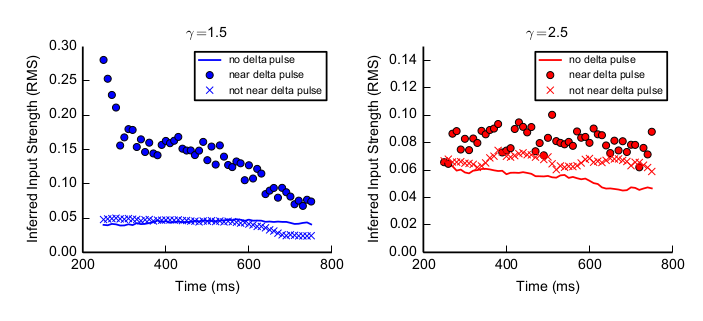 γ=1.5
Inferred Input Strength (RMS)
0.30
0.25
0.20
0.15
0.10
0.05
0.00
no delta pulse
near delta pulse
not near delta pulse
200
400
600
800
Time (ms)
γ=2.5
Inferred Input Strength (RMS)
0.14
0.12
0.10
0.08
0.06
0.04
0.02
0.00
no delta pulse
near delta pulse
not near delta pulse
200
400
600
800
Time (ms)